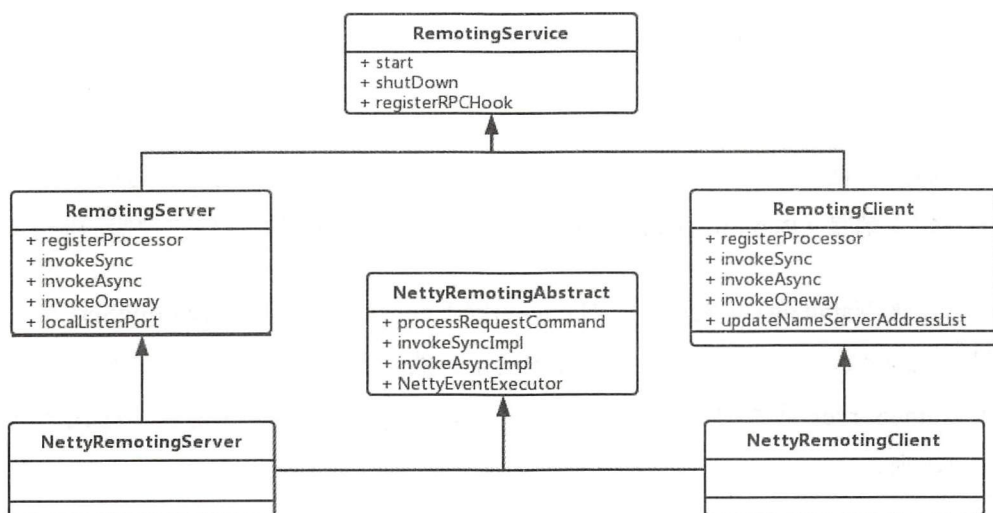 RemotingService
+ start
+ shutDown
+ registerRPCHook
RemotingServer
+ registerProcessor
+ invokeSync
+ invokeAsync
+ invokeOneway
+ localListenPort
RemotingClient
+ registerProcessor
+ invokeSync
+ invokeAsync
+ invokeOneway
+ updateNameServerAddressList
NettyRemotingAbstract
+ processRequestCommand
+ invokeSyncImpl
+ invokeAsyncImpl
+ NettyEventExecutor
NettyRemotingServer
NettyRemotingClient